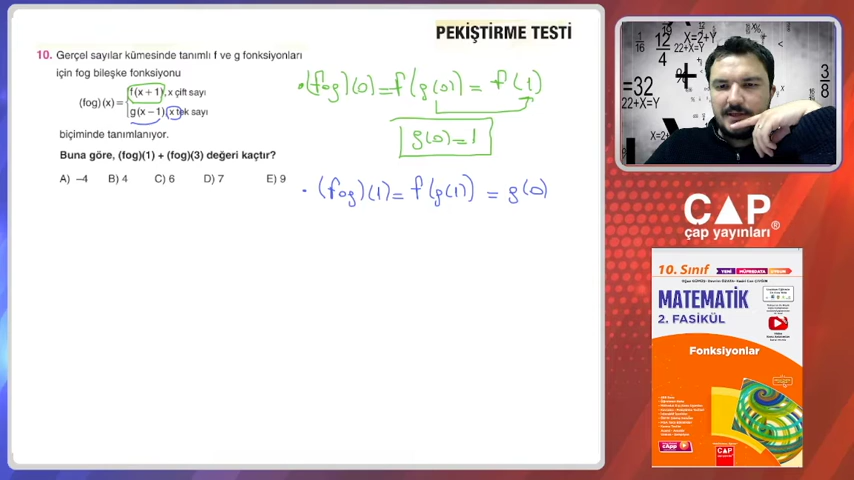 PEKİŞTİRME TESTİ
10. Gerçel sayılar kümesinde tanımlı f ve g fonksiyonları
için fog bileşke fonksiyonu
(fog)(x) = { f(x + 1), x çift sayı
g(x – 1), x tek sayı
biçiminde tanımlanıyor.
Buna göre, (fog)(1) + (fog)(3) değeri kaçtır?
A) –4 B) 4 C) 6 D) 7 E) 9
• (fog)(0) = f(g(0)) = f(1)
g(0) = 1
• (fog)(1) = f(g(1)) = g(0)
ÇAP
çap yayınları®
10. Sınıf
YENİ
MATEMATİK
2. FASİKÜL
Fonksiyonlar
ÇAP